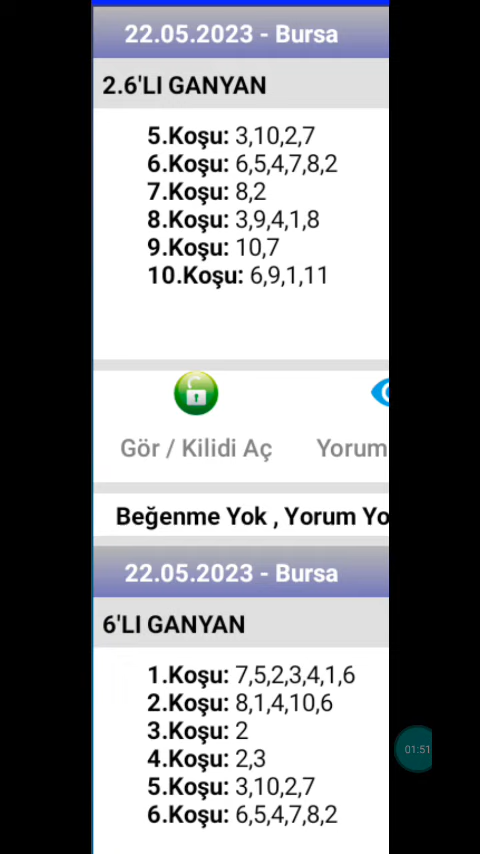 22.05.2023 - Bursa
2.6'LI GANYAN
5.Koşu: 3,10,2,7
6.Koşu: 6,5,4,7,8,2
7.Koşu: 8,2
8.Koşu: 3,9,4,1,8
9.Koşu: 10,7
10.Koşu: 6,9,1,11
Gör / Kilidi Aç Yorum
Beğenme Yok , Yorum Yo
22.05.2023 - Bursa
6'LI GANYAN
1.Koşu: 7,5,2,3,4,1,6
2.Koşu: 8,1,4,10,6
3.Koşu: 2
4.Koşu: 2,3
5.Koşu: 3,10,2,7
6.Koşu: 6,5,4,7,8,2
01:51